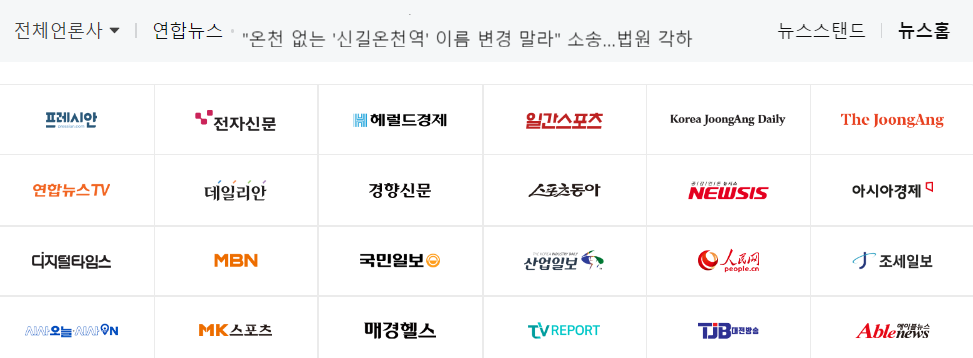 전체언론사 연합뉴스 "온천 없는 '신길온천역' 이름 변경 말라" 소송...법원 각하 뉴스스탠드 뉴스홈
프레시안 전자신문 헤럴드경제 일간스포츠 Korea JoongAng Daily The JoongAng
연합뉴스TV 데일리안 경향신문 스포츠동아 NEWSIS 아시아경제
디지털타임스 MBN 국민일보 산업일보 人民网 people.cn 조세일보
시사오늘·시사ON MK스포츠 매경헬스 TV REPORT TJB 대전방송 에이블뉴스 Ablenews